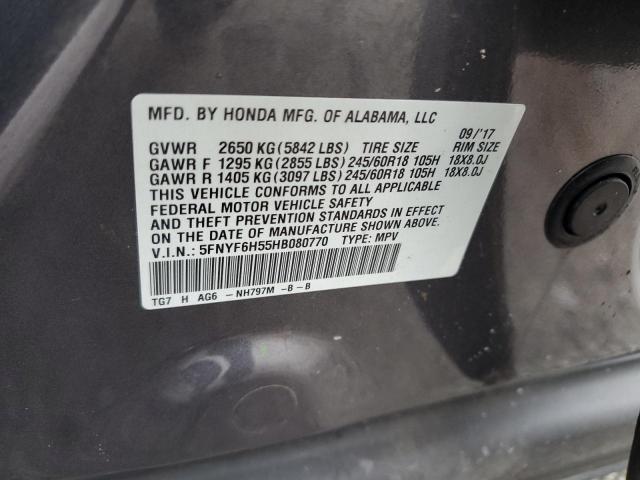 MFD. BY HONDA MFG. OF ALABAMA, LLC 09/'17
GVWR 2650 KG (5842 LBS) TIRE SIZE RIM SIZE
GAWR F 1295 KG (2855 LBS) 245/60R18 105H 18X8.0J
GAWR R 1405 KG (3097 LBS) 245/60R18 105H 18X8.0J
THIS VEHICLE CONFORMS TO ALL APPLICABLE
FEDERAL MOTOR VEHICLE SAFETY
AND THEFT PREVENTION STANDARDS IN EFFECT
ON THE DATE OF MANUFACTURE SHOWN ABOVE.
V.I.N.: 5FNYF6H55HB080770 TYPE: MPV
TG7 H AG6 - NH797M - B - B